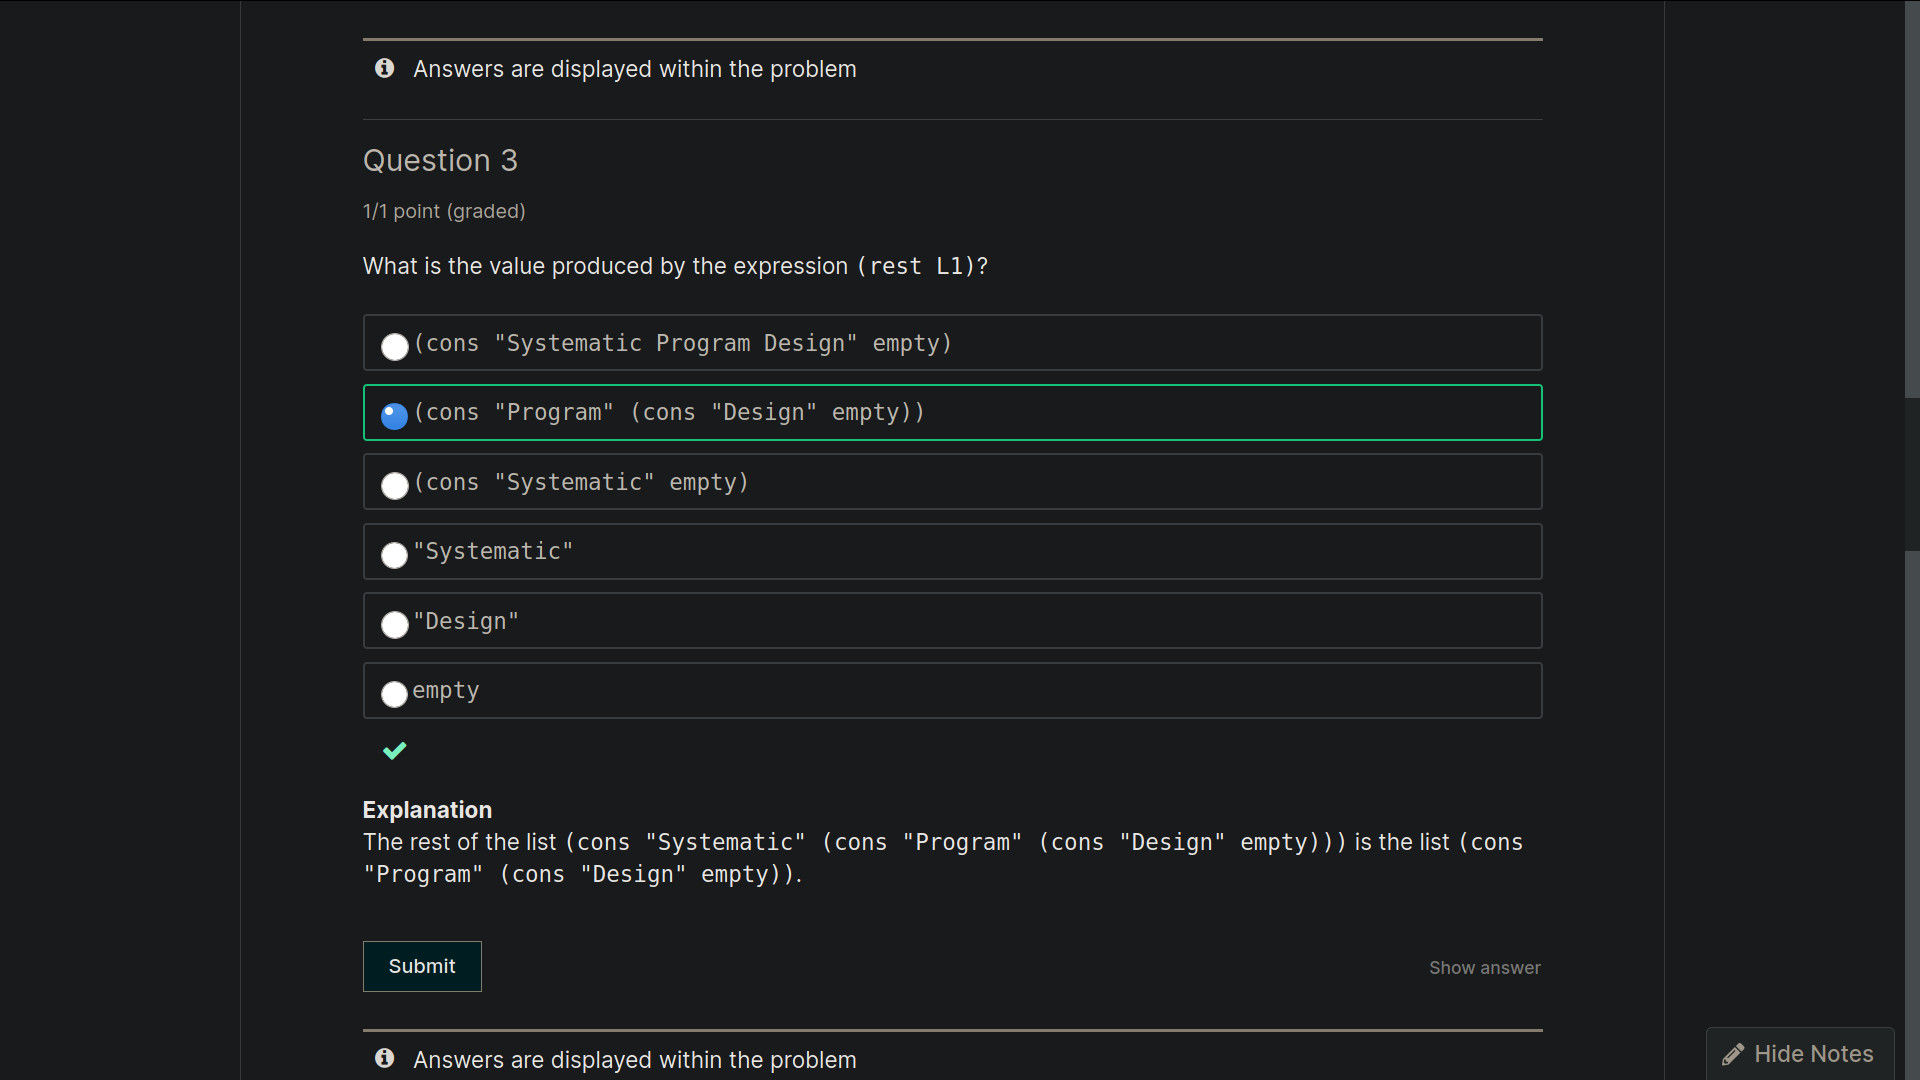 Answers are displayed within the problem
Question 3
1/1 point (graded)
What is the value produced by the expression (rest L1)?
(cons "Systematic Program Design" empty)
(cons "Program" (cons "Design" empty))
(cons "Systematic" empty)
"Systematic"
"Design"
empty
Explanation
The rest of the list (cons "Systematic" (cons "Program" (cons "Design" empty))) is the list (cons
"Program" (cons "Design" empty)).
Submit
Show answer
Answers are displayed within the problem
Hide Notes